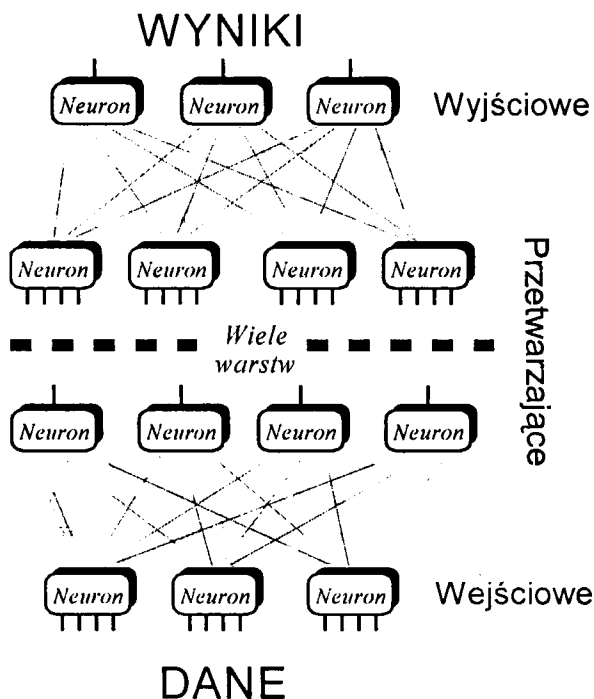 WYNIKI
Neuron Neuron Neuron Wyjściowe
Neuron Neuron Neuron Neuron
Przetwarzające
Wiele
warstw
Neuron Neuron Neuron Neuron
Neuron Neuron Neuron Wejściowe
DANE